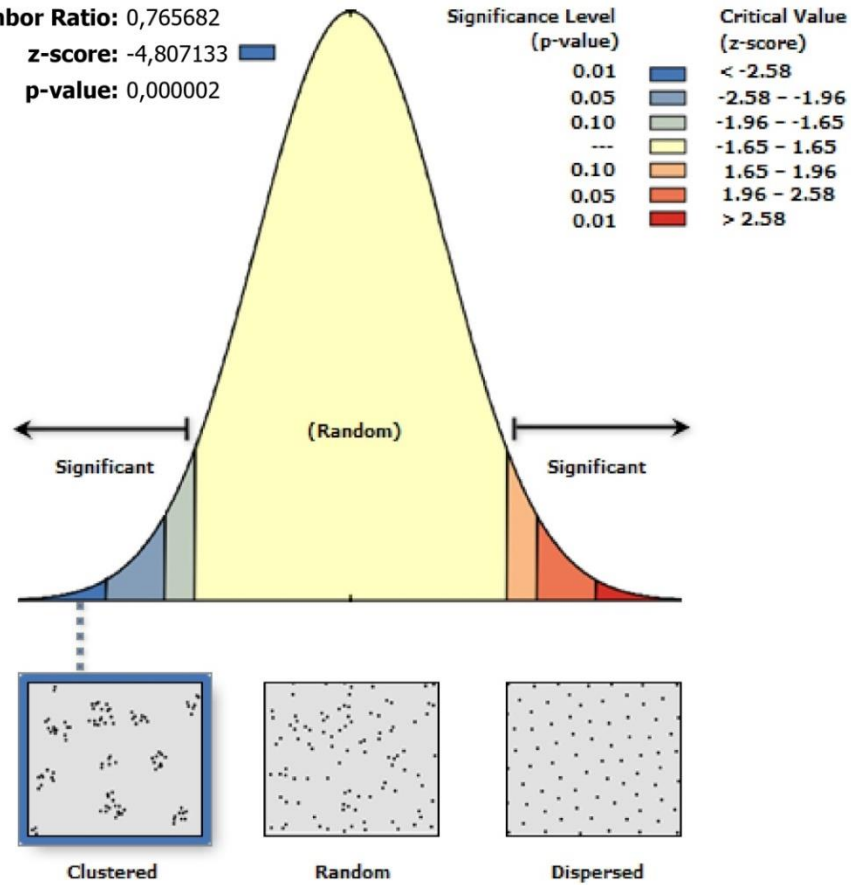 Ratio: 0,765682
z-score: -4,807133
p-value: 0,000002
Significance Level
(p-value)
Critical Value
(z-score)
0.01 < -2.58
0.05 -2.58 – -1.96
0.10 -1.96 – -1.65
--- -1.65 – 1.65
0.10 1.65 – 1.96
0.05 1.96 – 2.58
0.01 > 2.58
(Random)
Significant
Significant
Clustered
Random
Dispersed